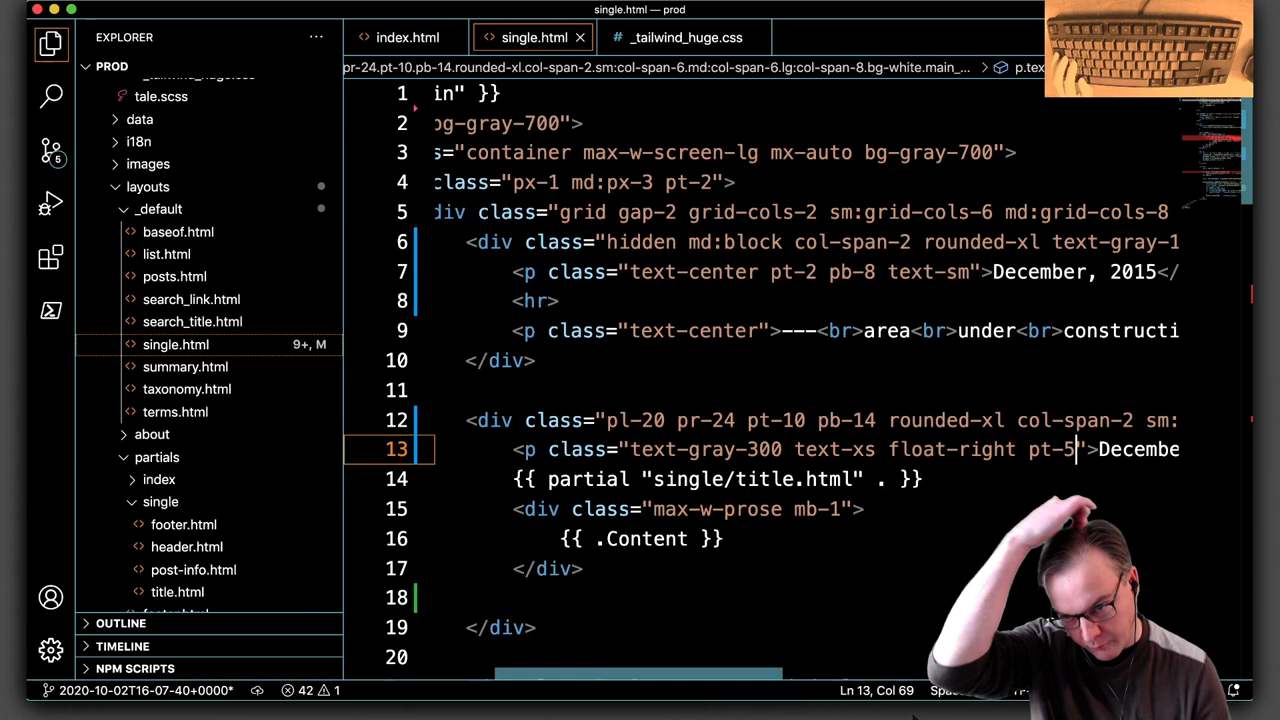 single.html — prod
EXPLORER
index.html
single.html
# _tailwind_huge.css
PROD
pr-24.pt-10.pb-14.rounded-xl.col-span-2.sm:col-span-6.md:col-span-6.lg:col-span-8.bg-white.main_... > p.tex
_tailwind_huge.css
tale.scss
data
i18n
images
layouts
_default
baseof.html
list.html
posts.html
search_link.html
search_title.html
single.html 9+, M
summary.html
taxonomy.html
terms.html
about
partials
index
single
footer.html
header.html
post-info.html
title.html
OUTLINE
TIMELINE
NPM SCRIPTS
5
1 in" }}
2 bg-gray-700">
3 s="container max-w-screen-lg mx-auto bg-gray-700">
4 class="px-1 md:px-3 pt-2">
5 div class="grid gap-2 grid-cols-2 sm:grid-cols-6 md:grid-cols-8
6 <div class="hidden md:block col-span-2 rounded-xl text-gray-1
7 <p class="text-center pt-2 pb-8 text-sm">December, 2015</
8 <hr>
9 <p class="text-center">---<br>area<br>under<br>constructi
10 </div>
11
12 <div class="pl-20 pr-24 pt-10 pb-14 rounded-xl col-span-2 sm:
13 <p class="text-gray-300 text-xs float-right pt-5">Decembe
14 {{ partial "single/title.html" . }}
15 <div class="max-w-prose mb-1">
16 {{ .Content }}
17 </div>
18
19 </div>
20
2020-10-02T16-07-40+0000* 42 1
Ln 13, Col 69